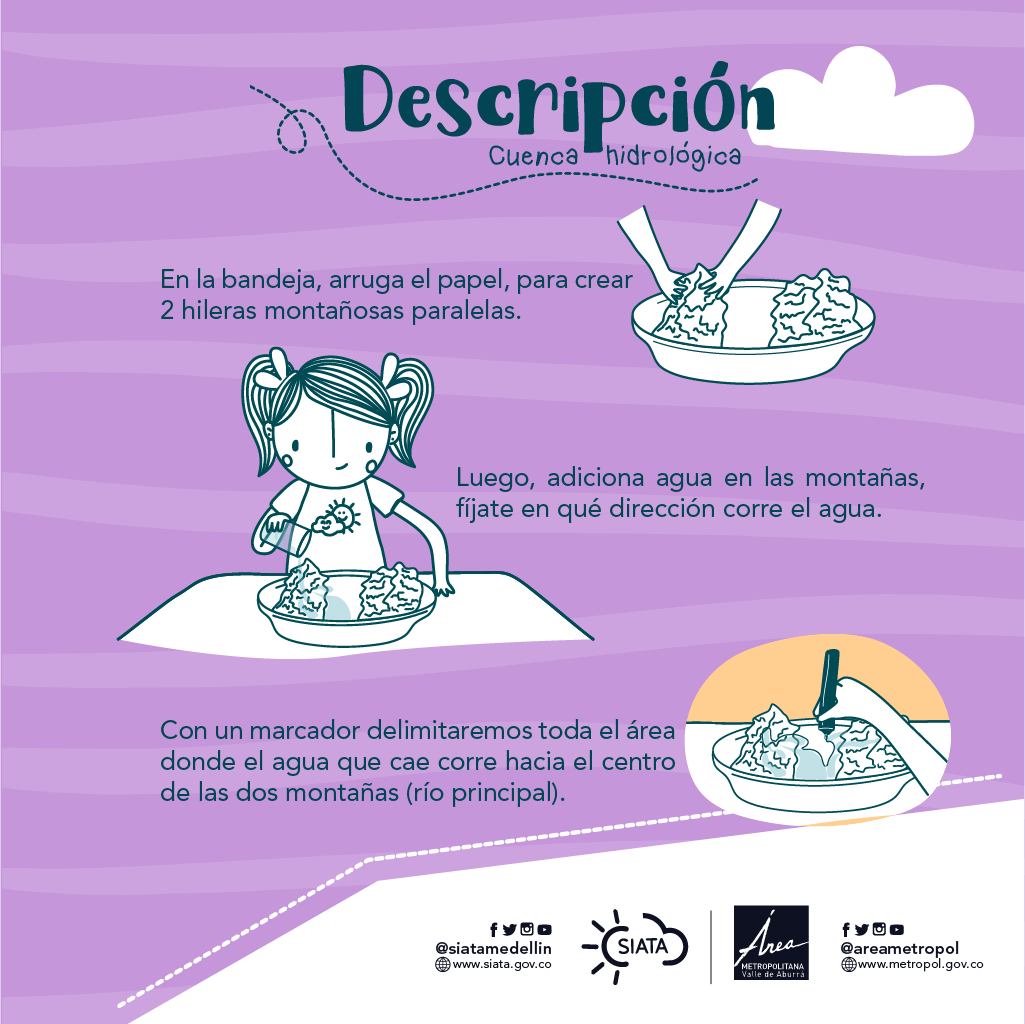 Descripción
Cuenca hidrológica
En la bandeja, arruga el papel, para crear
2 hileras montañosas paralelas.
Luego, adiciona agua en las montañas,
fíjate en qué dirección corre el agua.
Con un marcador delimitaremos toda el área
donde el agua que cae corre hacia el centro
de las dos montañas (río principal).
@siatamedellin
www.siata.gov.co
SIATA
Área
METROPOLITANA
Valle de Aburrá
@areametropol
www.metropol.gov.co